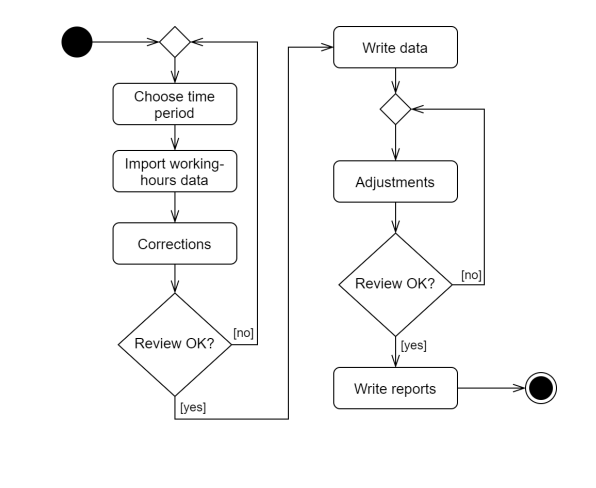 Choose time
period
Import working-
hours data
Corrections
Review OK?
[no]
[yes]
Write data
Adjustments
Review OK?
[no]
[yes]
Write reports